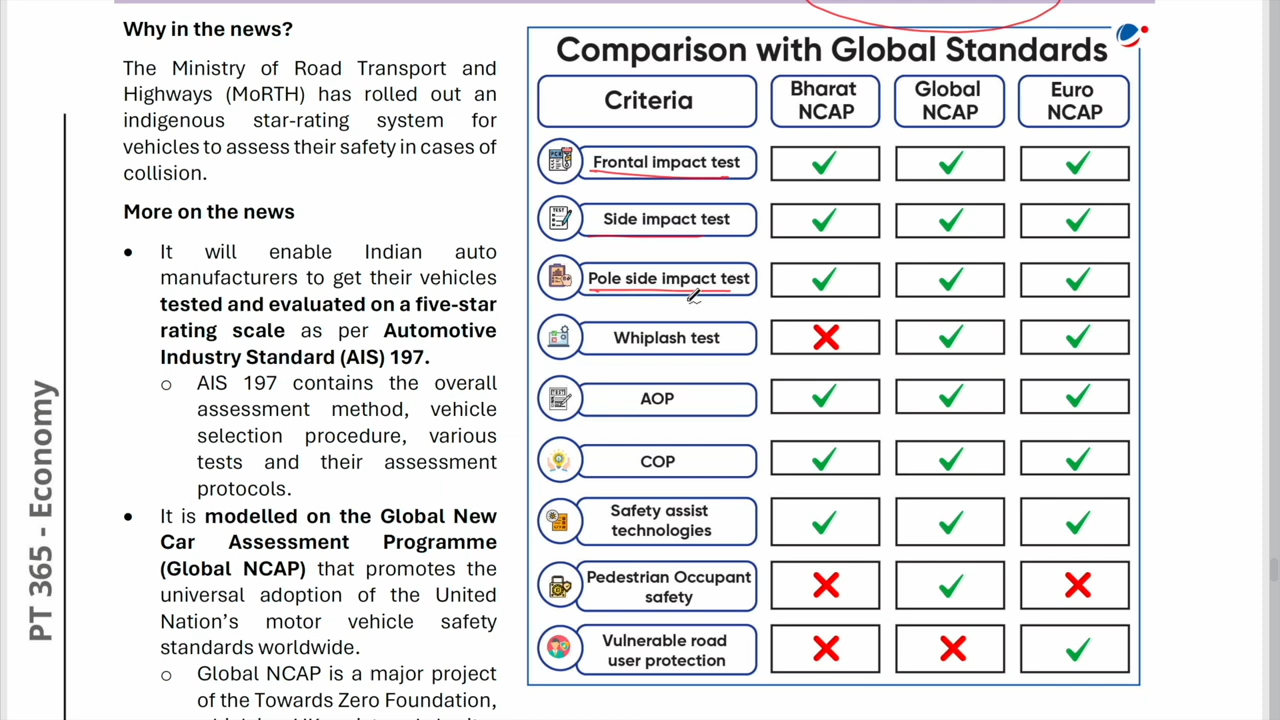 Why in the news?
The Ministry of Road Transport and
Highways (MoRTH) has rolled out an
indigenous star-rating system for
vehicles to assess their safety in cases of
collision.
More on the news
• It will enable Indian auto
manufacturers to get their vehicles
tested and evaluated on a five-star
rating scale as per Automotive
Industry Standard (AIS) 197.
o AIS 197 contains the overall
assessment method, vehicle
selection procedure, various
tests and their assessment
protocols.
• It is modelled on the Global New
Car Assessment Programme
(Global NCAP) that promotes the
universal adoption of the United
Nation's motor vehicle safety
standards worldwide.
o Global NCAP is a major project
of the Towards Zero Foundation,
PT 365 - Economy
Comparison with Global Standards
Criteria
Bharat
NCAP
Global
NCAP
Euro
NCAP
Frontal impact test
Side impact test
Pole side impact test
Whiplash test
AOP
COP
Safety assist
technologies
Pedestrian Occupant
safety
Vulnerable road
user protection